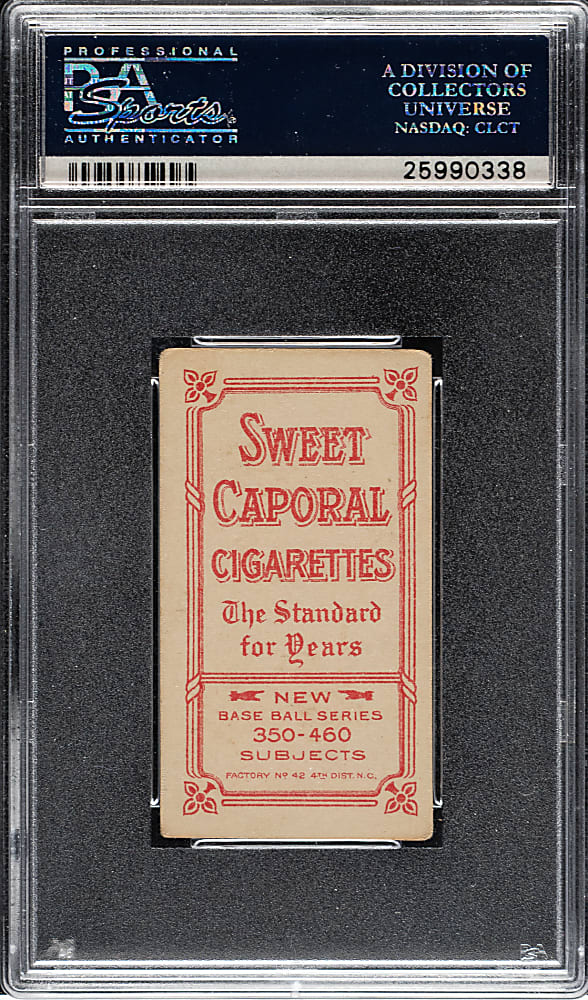 PROFESSIONAL
PSA
Sports
AUTHENTICATOR
A DIVISION OF
COLLECTORS
UNIVERSE
NASDAQ: CLCT
25990338
SWEET
CAPORAL
CIGARETTES
The Standard
for Years
NEW
BASE BALL SERIES
350-460
SUBJECTS
FACTORY Nº 42 4TH DIST. N.C.
PSA